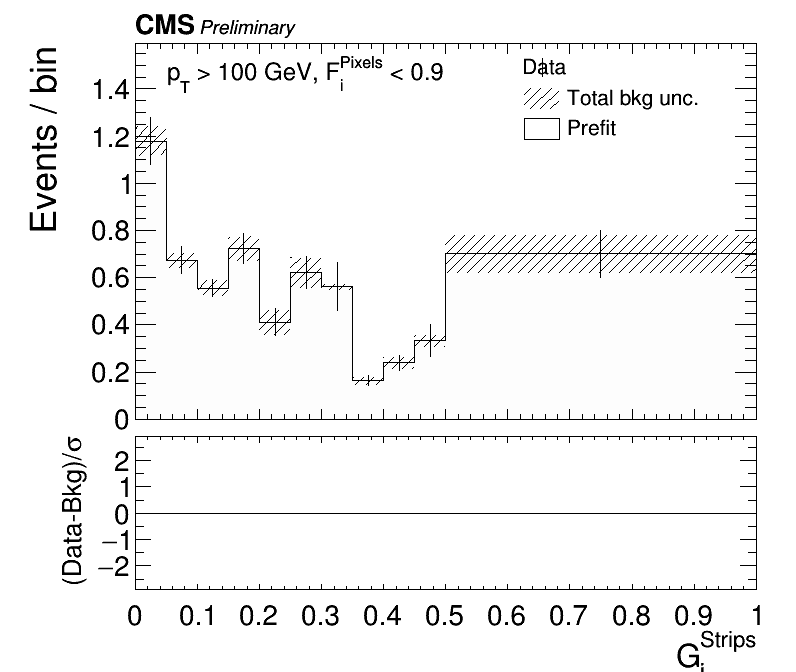 CMS Preliminary
p_T > 100 GeV, F_i^Pixels < 0.9
Data
Total bkg unc.
Prefit
Events / bin
1.4
1.2
1
0.8
0.6
0.4
0.2
0
(Data-Bkg)/σ
2
1
0
−1
−2
0 0.1 0.2 0.3 0.4 0.5 0.6 0.7 0.8 0.9 1
G_i^Strips